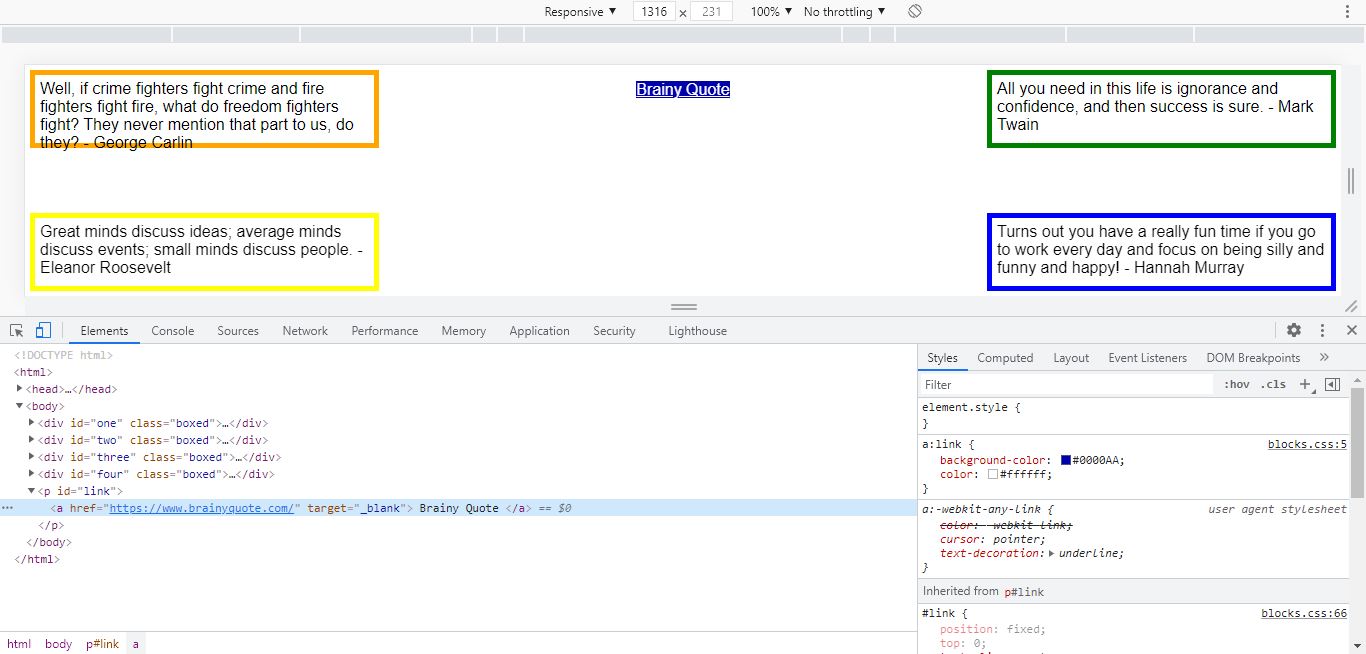 Responsive ▼ 1316 × 231 100% ▼ No throttling ▼
Well, if crime fighters fight crime and fire
fighters fight fire, what do freedom fighters
fight? They never mention that part to us, do
they? - George Carlin
Brainy Quote
All you need in this life is ignorance and
confidence, and then success is sure. - Mark
Twain
Great minds discuss ideas; average minds
discuss events; small minds discuss people. -
Eleanor Roosevelt
Turns out you have a really fun time if you go
to work every day and focus on being silly and
funny and happy! - Hannah Murray
Elements Console Sources Network Performance Memory Application Security Lighthouse
<!DOCTYPE html>
<html>
<head>…</head>
<body>
<div id="one" class="boxed">…</div>
<div id="two" class="boxed">…</div>
<div id="three" class="boxed">…</div>
<div id="four" class="boxed">…</div>
<p id="link">
<a href="https://www.brainyquote.com/" target="_blank"> Brainy Quote </a> == $0
</p>
</body>
</html>
html body p#link a
Styles Computed Layout Event Listeners DOM Breakpoints »
Filter :hov .cls +
element.style {
}
a:link { blocks.css:5
background-color: #0000AA;
color: #ffffff;
}
a:-webkit-any-link { user agent stylesheet
color: -webkit-link;
cursor: pointer;
text-decoration: underline;
}
Inherited from p#link
#link { blocks.css:66
position: fixed;
top: 0;